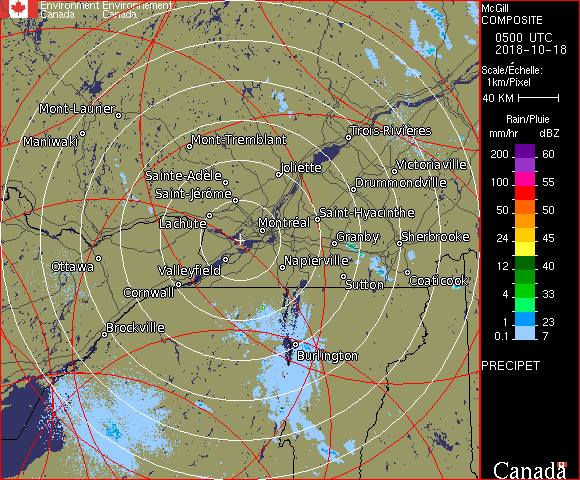 Environment Environnement
Canada Canada
McGill
COMPOSITE
0500 UTC
2018-10-18
Scale/Échelle:
1km/Pixel
40 KM
Rain/Pluie
mm/hr dBZ
200 60
155
100 55
50 50
24 45
12 40
4 33
1 23
0.1 7
PRECIPET
Canada
Mont-Laurier
Maniwaki
Mont-Tremblant
Trois-Rivières
Sainte-Adèle
Joliette
Victoriaville
Saint-Jérôme
Drummondville
Lachute
Montréal
Saint-Hyacinthe
Granby
Sherbrooke
Ottawa
Valleyfield
Napierville
Sutton
Coaticook
Cornwall
Brockville
Burlington